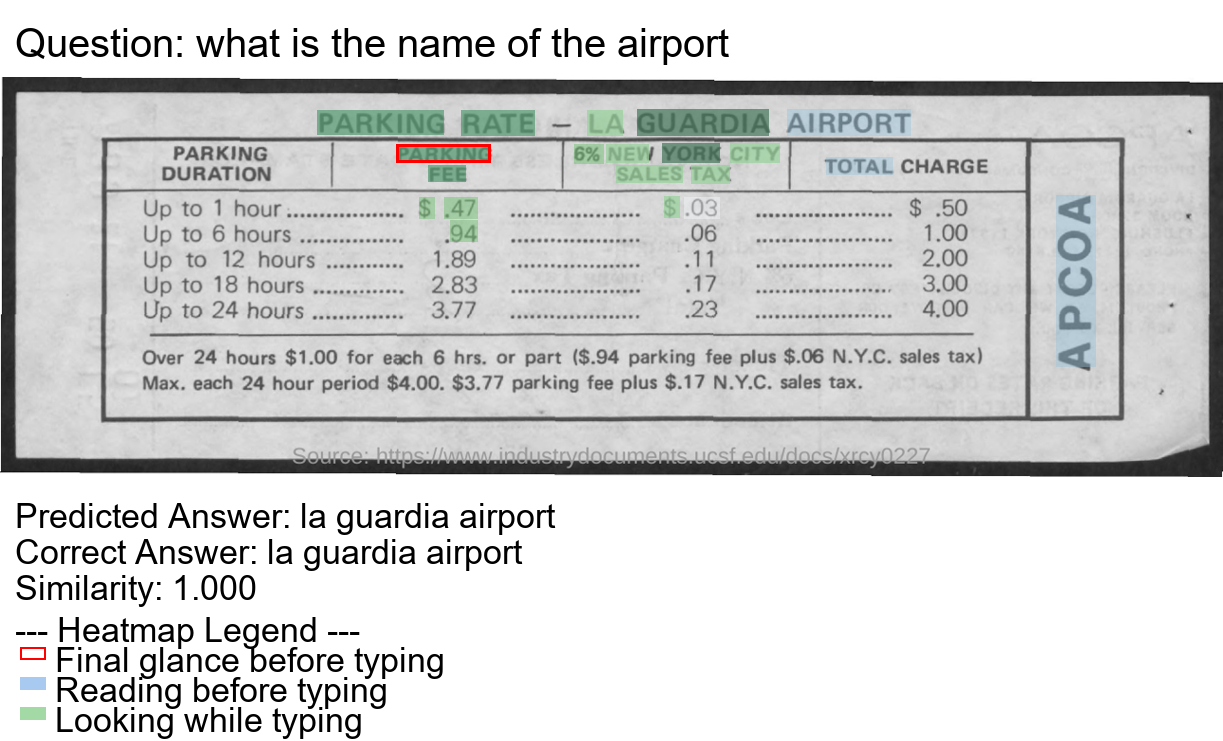 Question: what is the name of the airport
PARKING RATE — LA GUARDIA AIRPORT
PARKING DURATION
PARKING FEE
6% NEW YORK CITY SALES TAX
TOTAL CHARGE
Up to 1 hour .................... $ .47 .................... $ .03 .................... $ .50
Up to 6 hours .................... .94 .................... .06 .................... 1.00
Up to 12 hours .................... 1.89 .................... .11 .................... 2.00
Up to 18 hours .................... 2.83 .................... .17 .................... 3.00
Up to 24 hours .................... 3.77 .................... .23 .................... 4.00
Over 24 hours $1.00 for each 6 hrs. or part ($.94 parking fee plus $.06 N.Y.C. sales tax)
Max. each 24 hour period $4.00. $3.77 parking fee plus $.17 N.Y.C. sales tax.
APCOA
Source: https://www.industrydocuments.ucsf.edu/docs/xrcy0227
Predicted Answer: la guardia airport
Correct Answer: la guardia airport
Similarity: 1.000
--- Heatmap Legend ---
Final glance before typing
Reading before typing
Looking while typing